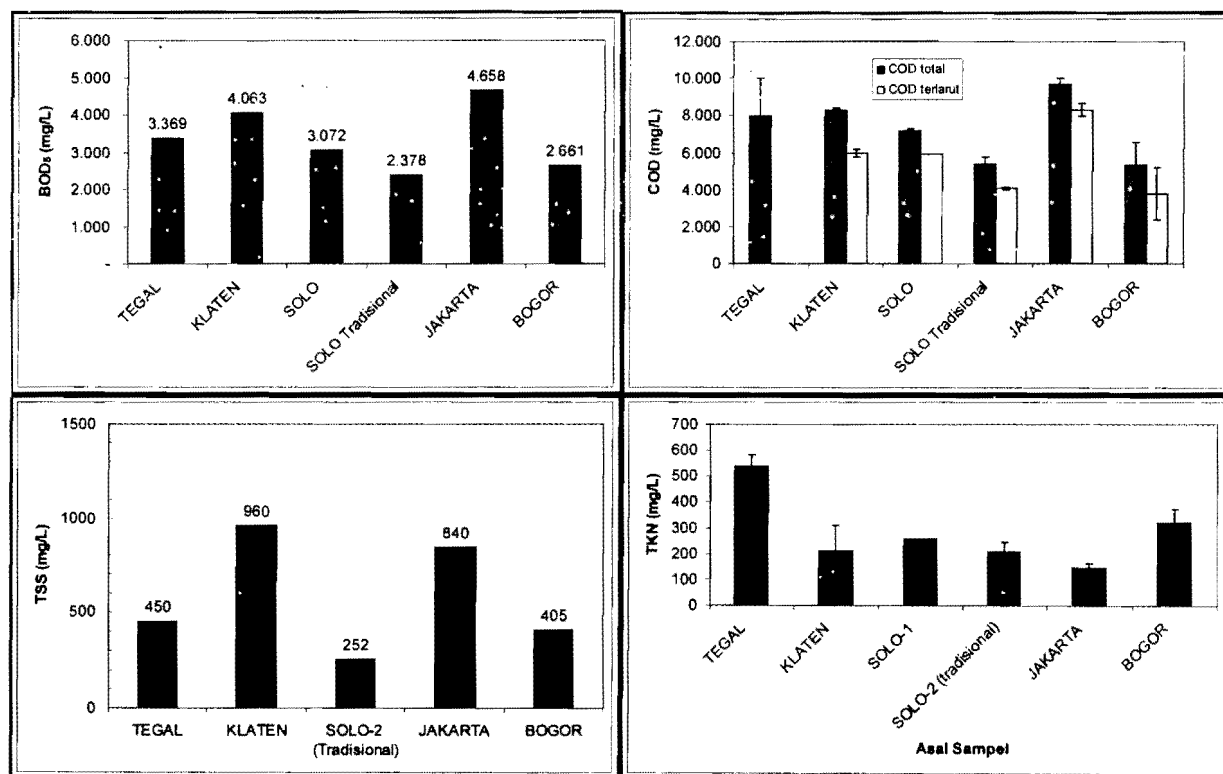 6.000
5.000
4.000
3.000
2.000
1.000
-
BOD₅ (mg/L)
3.369
4.063
3.072
2.378
4.658
2.661
TEGAL
KLATEN
SOLO
SOLO Tradisional
JAKARTA
BOGOR
12.000
10.000
8.000
6.000
4.000
2.000
0
COD (mg/L)
COD total
COD terlarut
TEGAL
KLATEN
SOLO
SOLO Tradisional
JAKARTA
BOGOR
1500
1000
500
0
TSS (mg/L)
450
960
252
840
405
TEGAL
KLATEN
SOLO-2
(Tradisional)
JAKARTA
BOGOR
700
600
500
400
300
200
100
0
TKN (mg/L)
TEGAL
KLATEN
SOLO-1
SOLO-2 (tradisional)
JAKARTA
BOGOR
Asal Sampel